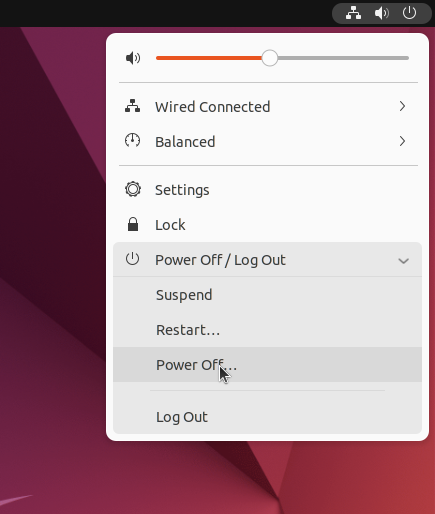 Wired Connected
Balanced
Settings
Lock
Power Off / Log Out
Suspend
Restart…
Power Off…
Log Out